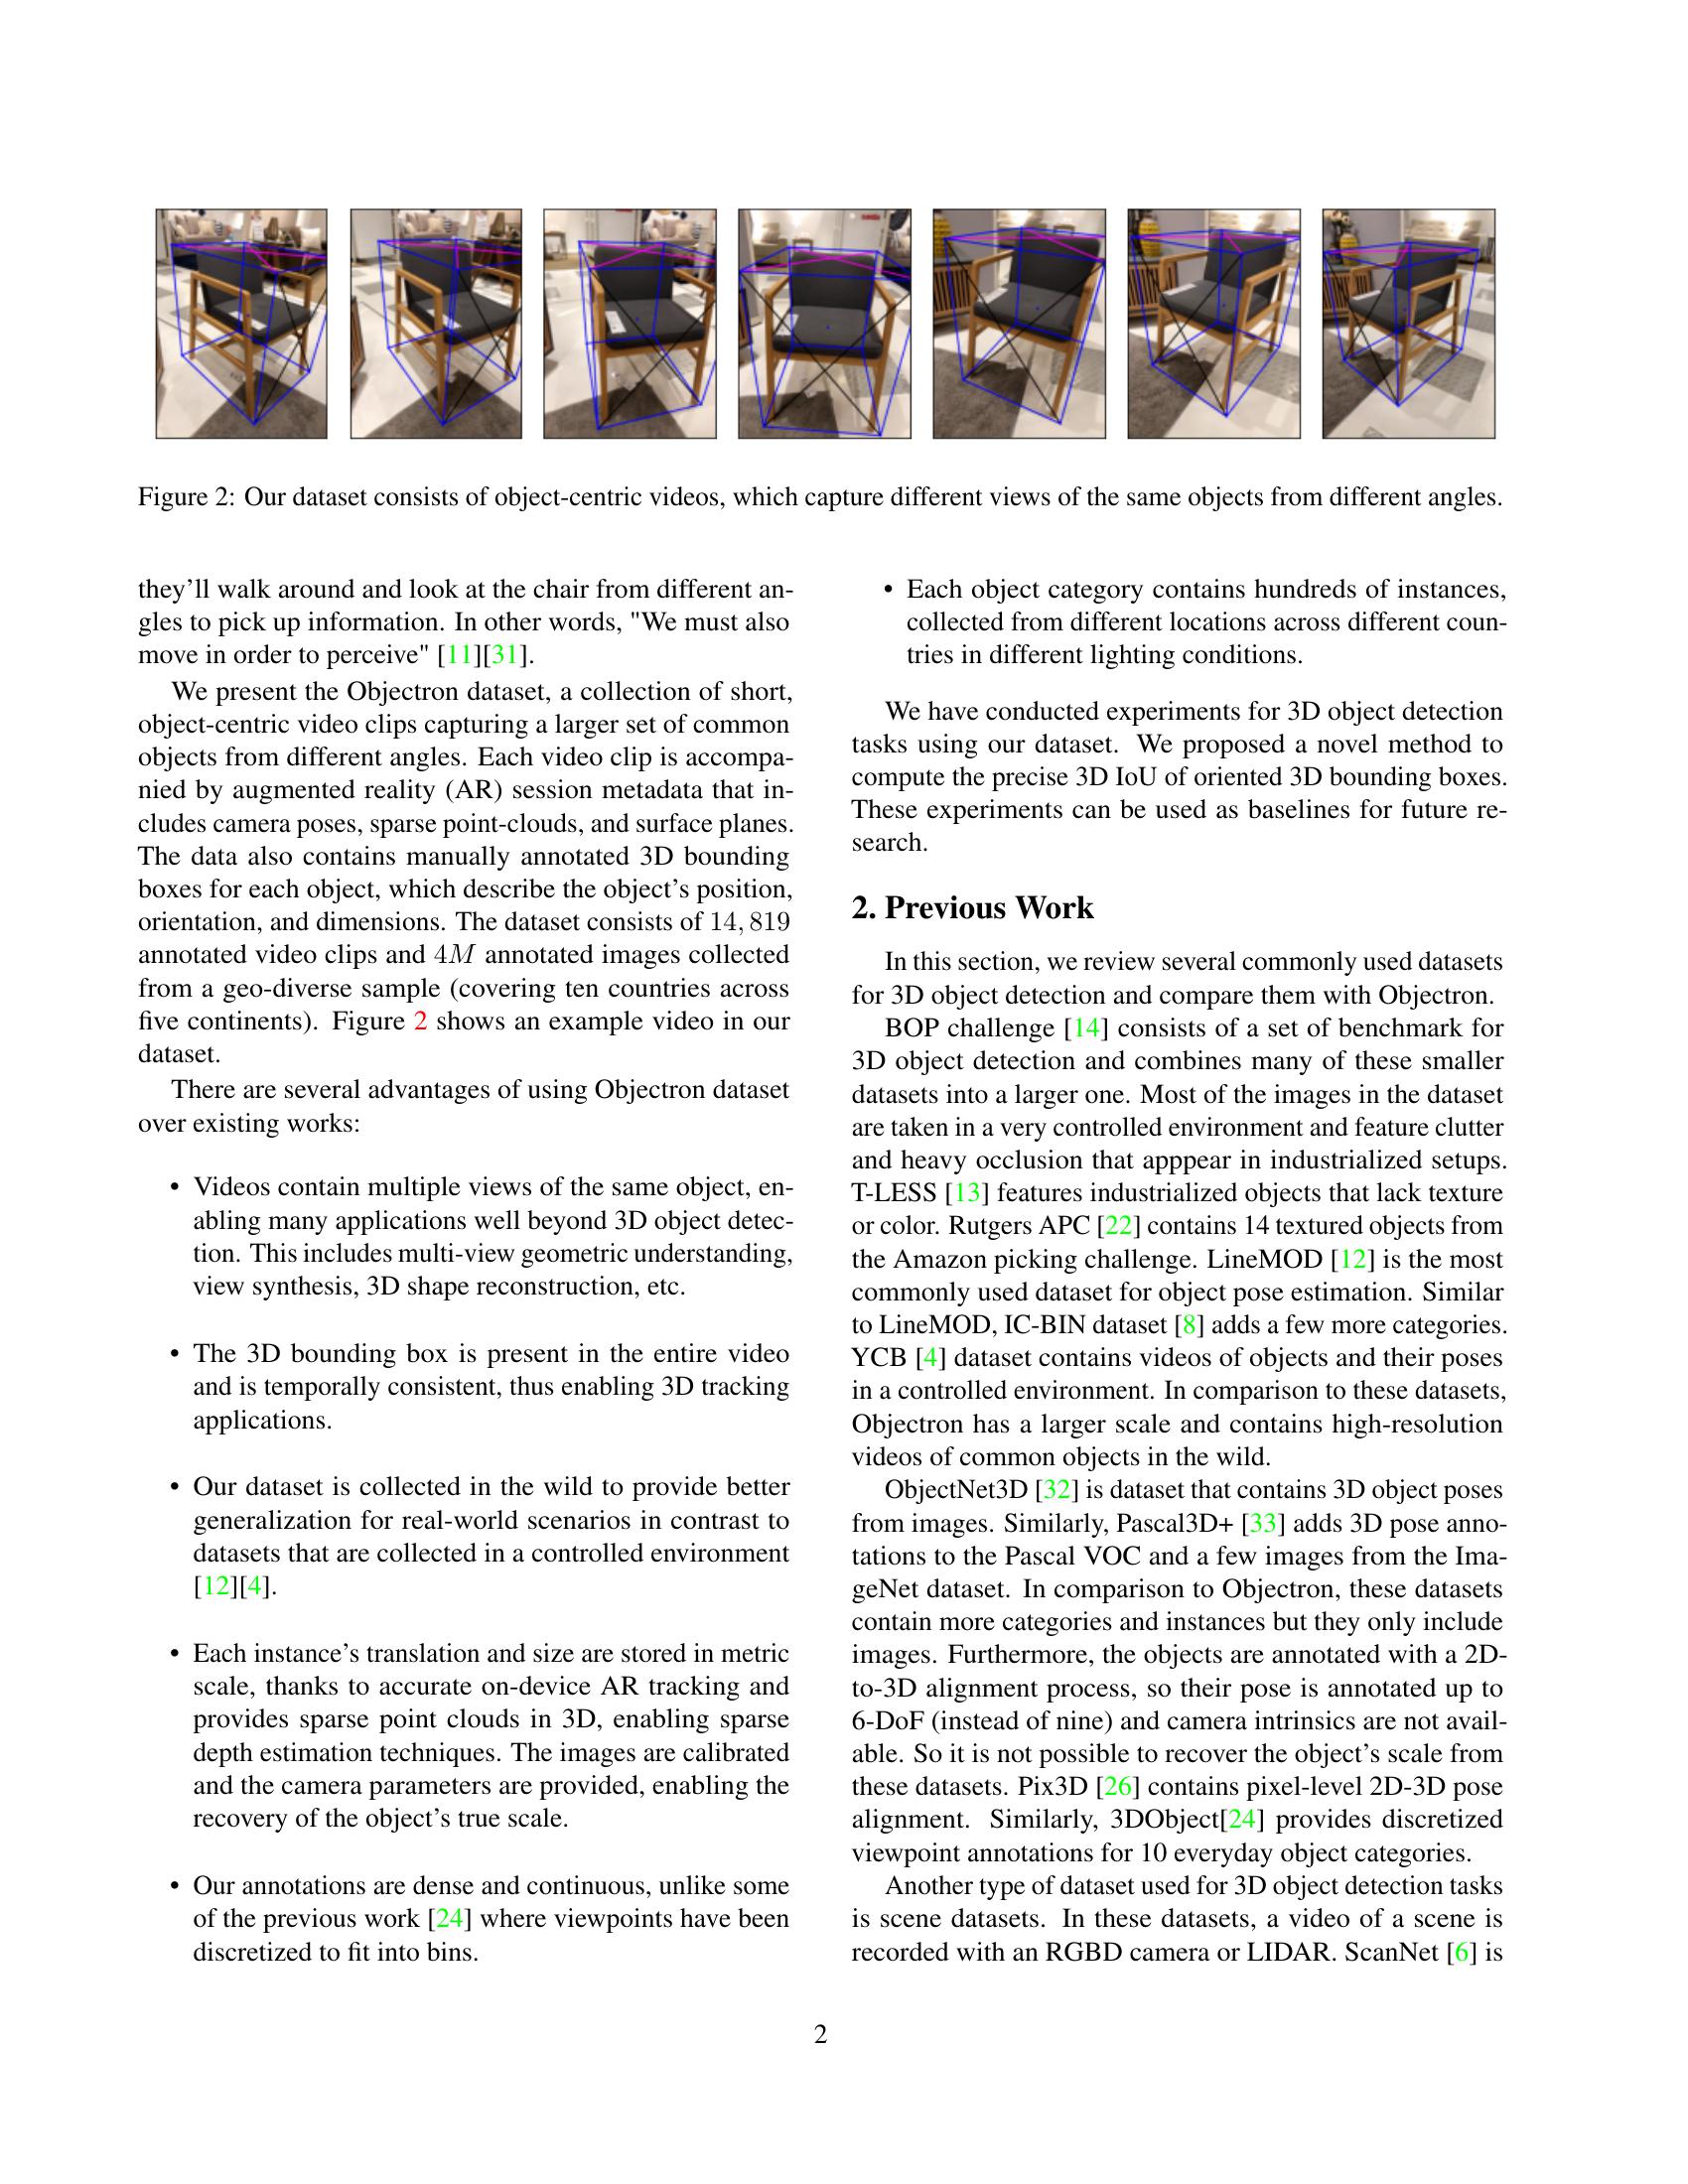 Figure 2: Our dataset consists of object-centric videos, which capture different views of the same objects from different angles.
they'll walk around and look at the chair from different an-
gles to pick up information. In other words, "We must also
move in order to perceive" [11][31].
We present the Objectron dataset, a collection of short,
object-centric video clips capturing a larger set of common
objects from different angles. Each video clip is accompa-
nied by augmented reality (AR) session metadata that in-
cludes camera poses, sparse point-clouds, and surface planes.
The data also contains manually annotated 3D bounding
boxes for each object, which describe the object's position,
orientation, and dimensions. The dataset consists of 14,819
annotated video clips and 4M annotated images collected
from a geo-diverse sample (covering ten countries across
five continents). Figure 2 shows an example video in our
dataset.
There are several advantages of using Objectron dataset
over existing works:
• Videos contain multiple views of the same object, en-
abling many applications well beyond 3D object detec-
tion. This includes multi-view geometric understanding,
view synthesis, 3D shape reconstruction, etc.
• The 3D bounding box is present in the entire video
and is temporally consistent, thus enabling 3D tracking
applications.
• Our dataset is collected in the wild to provide better
generalization for real-world scenarios in contrast to
datasets that are collected in a controlled environment
[12][4].
• Each instance's translation and size are stored in metric
scale, thanks to accurate on-device AR tracking and
provides sparse point clouds in 3D, enabling sparse
depth estimation techniques. The images are calibrated
and the camera parameters are provided, enabling the
recovery of the object's true scale.
• Our annotations are dense and continuous, unlike some
of the previous work [24] where viewpoints have been
discretized to fit into bins.
• Each object category contains hundreds of instances,
collected from different locations across different coun-
tries in different lighting conditions.
We have conducted experiments for 3D object detection
tasks using our dataset. We proposed a novel method to
compute the precise 3D IoU of oriented 3D bounding boxes.
These experiments can be used as baselines for future re-
search.
2. Previous Work
In this section, we review several commonly used datasets
for 3D object detection and compare them with Objectron.
BOP challenge [14] consists of a set of benchmark for
3D object detection and combines many of these smaller
datasets into a larger one. Most of the images in the dataset
are taken in a very controlled environment and feature clutter
and heavy occlusion that apppear in industrialized setups.
T-LESS [13] features industrialized objects that lack texture
or color. Rutgers APC [22] contains 14 textured objects from
the Amazon picking challenge. LineMOD [12] is the most
commonly used dataset for object pose estimation. Similar
to LineMOD, IC-BIN dataset [8] adds a few more categories.
YCB [4] dataset contains videos of objects and their poses
in a controlled environment. In comparison to these datasets,
Objectron has a larger scale and contains high-resolution
videos of common objects in the wild.
ObjectNet3D [32] is dataset that contains 3D object poses
from images. Similarly, Pascal3D+ [33] adds 3D pose anno-
tations to the Pascal VOC and a few images from the Ima-
geNet dataset. In comparison to Objectron, these datasets
contain more categories and instances but they only include
images. Furthermore, the objects are annotated with a 2D-
to-3D alignment process, so their pose is annotated up to
6-DoF (instead of nine) and camera intrinsics are not avail-
able. So it is not possible to recover the object's scale from
these datasets. Pix3D [26] contains pixel-level 2D-3D pose
alignment. Similarly, 3DObject[24] provides discretized
viewpoint annotations for 10 everyday object categories.
Another type of dataset used for 3D object detection tasks
is scene datasets. In these datasets, a video of a scene is
recorded with an RGBD camera or LIDAR. ScanNet [6] is
2